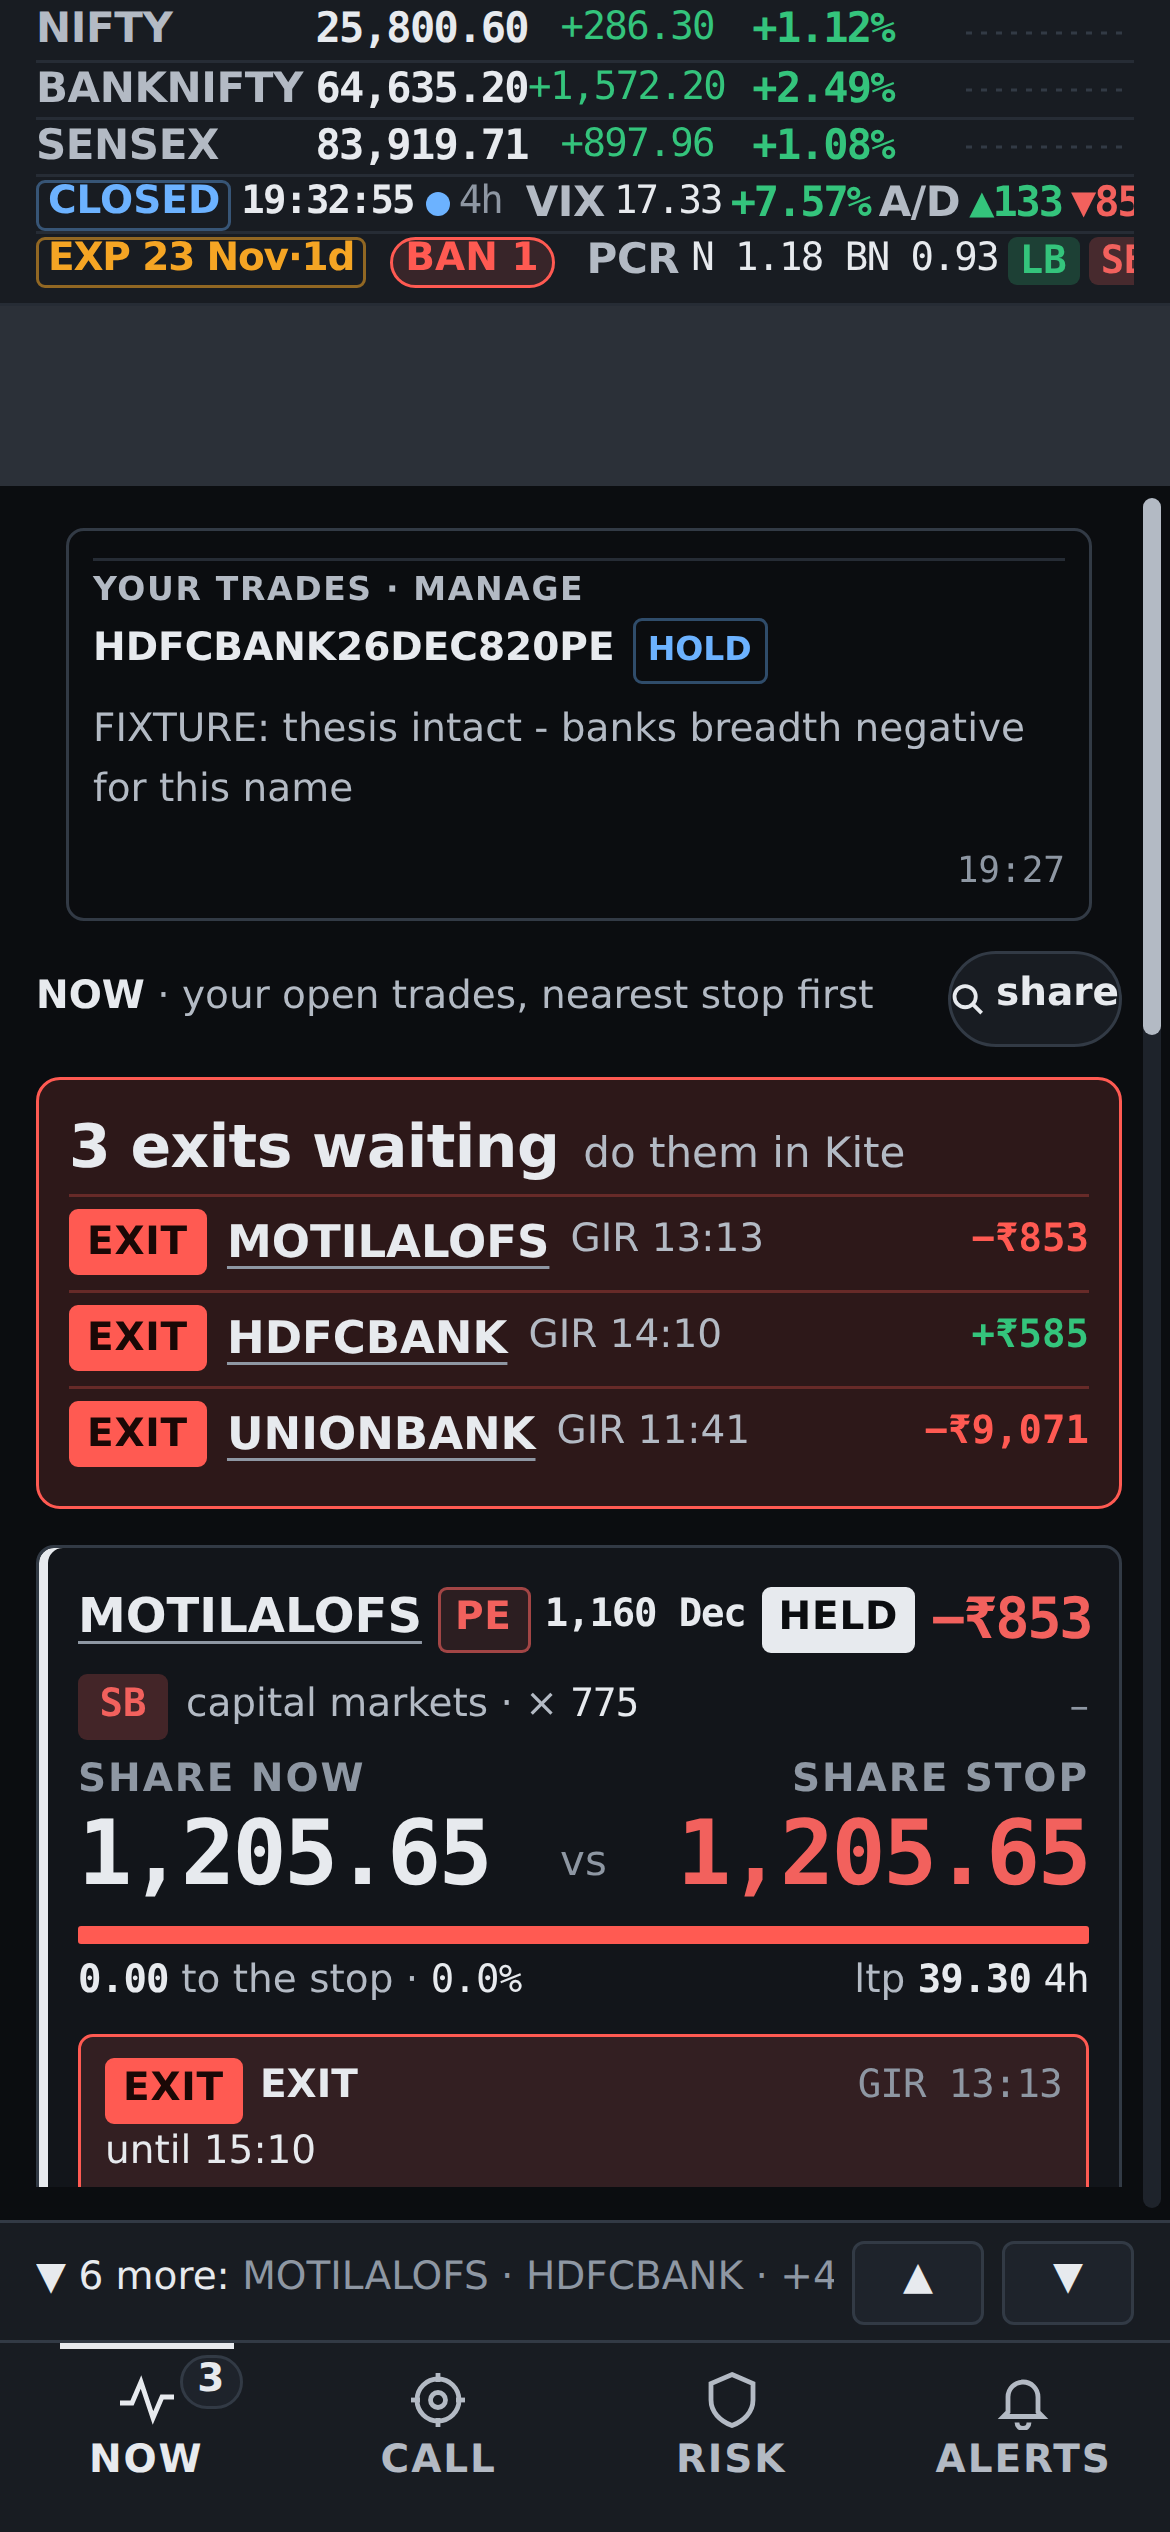 NIFTY 25,800.60 +286.30 +1.12%
BANKNIFTY 64,635.20 +1,572.20 +2.49%
SENSEX 83,919.71 +897.96 +1.08%
CLOSED 19:32:55 ● 4h VIX 17.33 +7.57% A/D ▲133 ▼85
EXP 23 Nov·1d BAN 1 PCR N 1.18 BN 0.93 LB
YOUR TRADES · MANAGE
HDFCBANK26DEC820PE HOLD
FIXTURE: thesis intact - banks breadth negative
for this name
19:27
NOW · your open trades, nearest stop first share
3 exits waiting do them in Kite
EXIT MOTILALOFS GIR 13:13 −₹853
EXIT HDFCBANK GIR 14:10 +₹585
EXIT UNIONBANK GIR 11:41 −₹9,071
MOTILALOFS PE 1,160 Dec HELD −₹853
SB capital markets · × 775 –
SHARE NOW SHARE STOP
1,205.65 vs 1,205.65
0.00 to the stop · 0.0% ltp 39.30 4h
EXIT EXIT GIR 13:13
until 15:10
▼ 6 more: MOTILALOFS · HDFCBANK · +4 ▲ ▼
3
NOW CALL RISK ALERTS